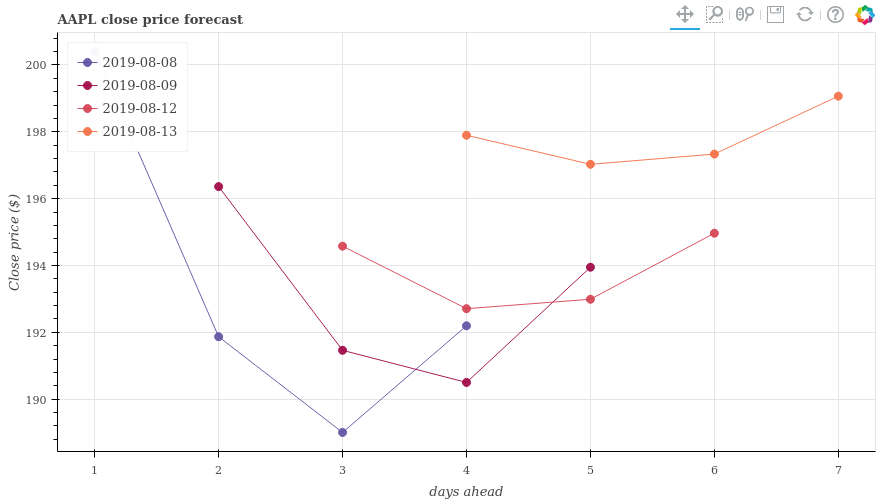 AAPL close price forecast
2019-08-08
2019-08-09
2019-08-12
2019-08-13
200
198
196
194
192
190
Close price ($)
1 2 3 4 5 6 7
days ahead